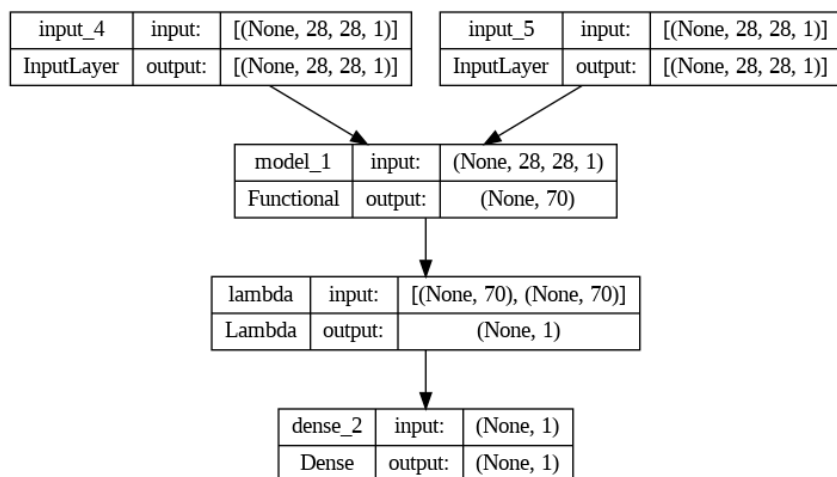 input_4 input: [(None, 28, 28, 1)]
InputLayer output: [(None, 28, 28, 1)]
input_5 input: [(None, 28, 28, 1)]
InputLayer output: [(None, 28, 28, 1)]
model_1 input: (None, 28, 28, 1)
Functional output: (None, 70)
lambda input: [(None, 70), (None, 70)]
Lambda output: (None, 1)
dense_2 input: (None, 1)
Dense output: (None, 1)